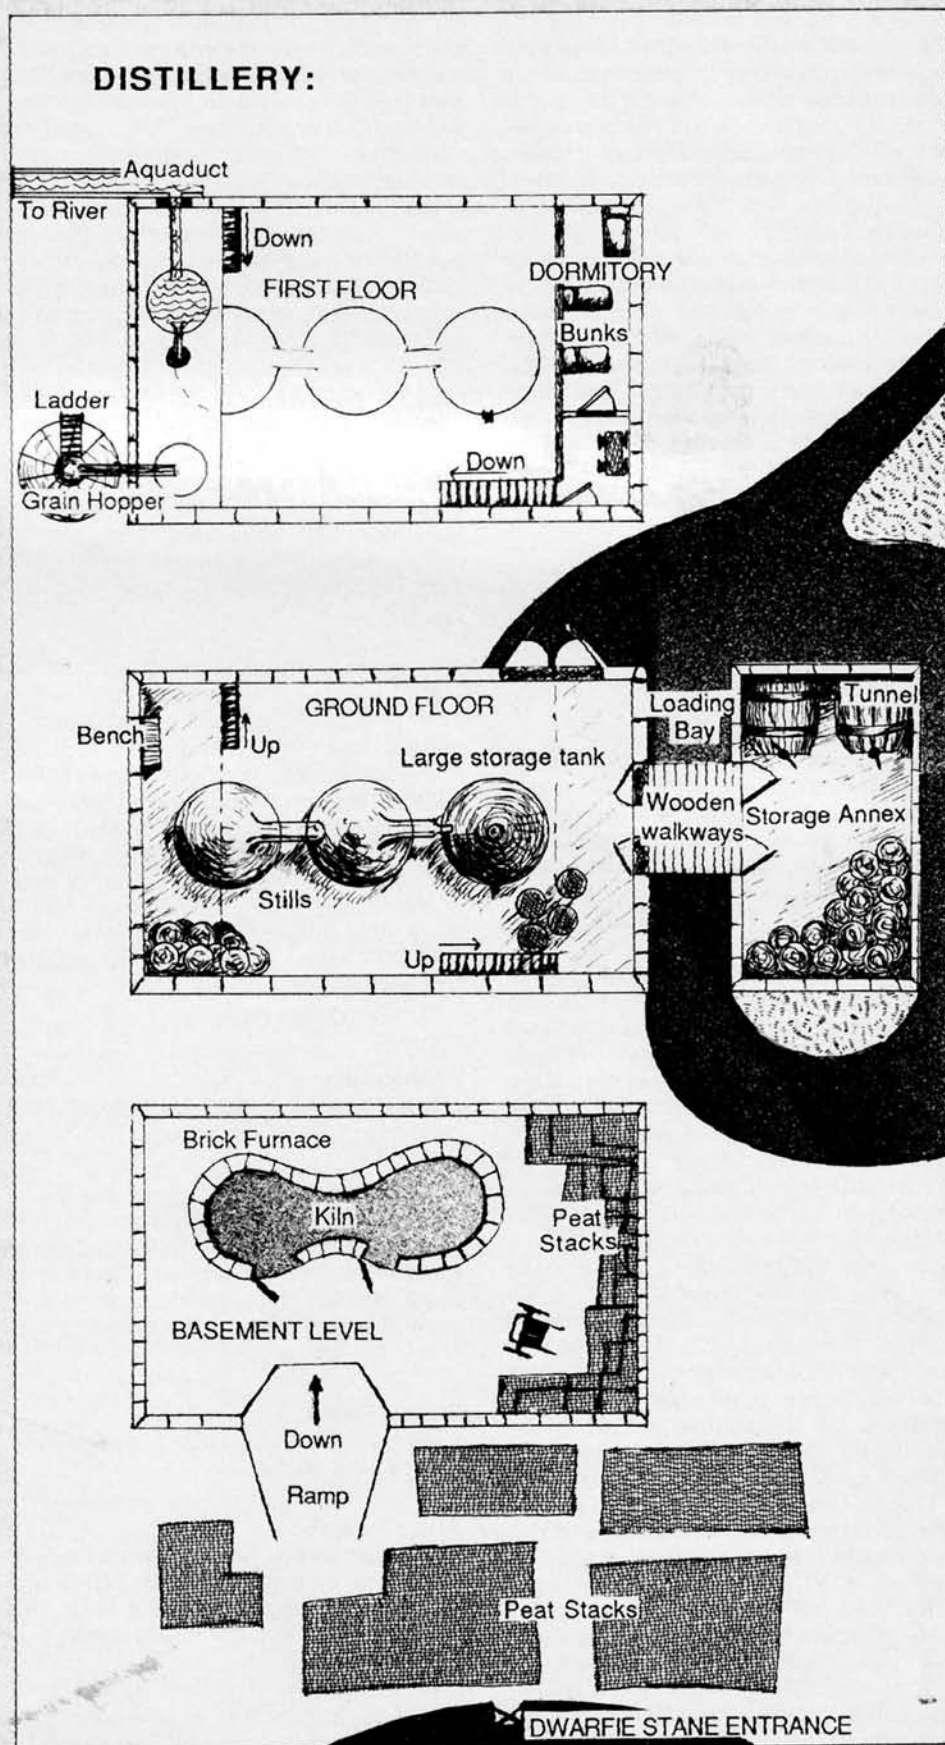 DISTILLERY:
Aquaduct
To River
Down
FIRST FLOOR
DORMITORY
Bunks
Ladder
Grain Hopper
Down
GROUND FLOOR
Bench
Up
Large storage tank
Loading
Bay
Tunnel
Wooden
walkways
Storage Annex
Stills
Up
Brick Furnace
Kiln
Peat
Stacks
BASEMENT LEVEL
Down
Ramp
Peat Stacks
DWARFIE STANE ENTRANCE